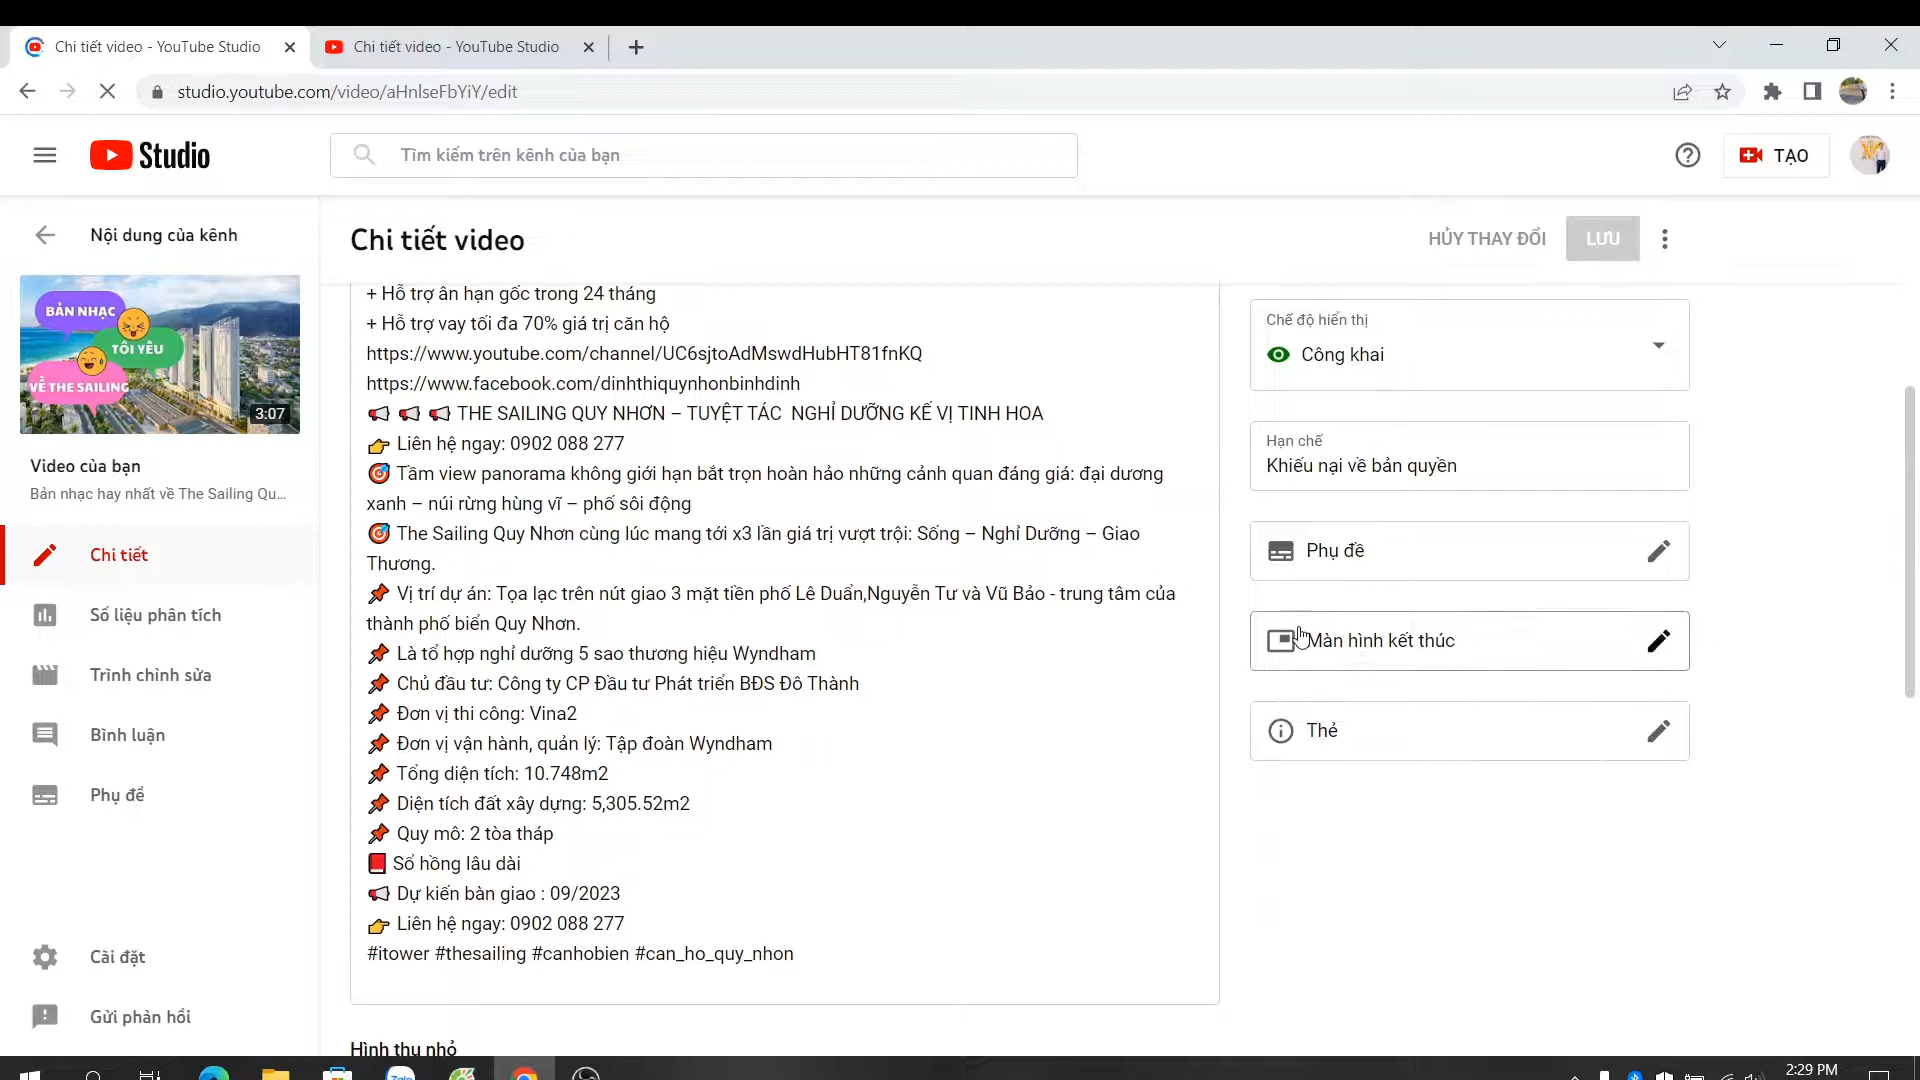 Chi tiết video - YouTube Studio
Chi tiết video - YouTube Studio
studio.youtube.com/video/aHnlseFbYiY/edit
Studio
Tìm kiếm trên kênh của bạn
TẠO
Nội dung của kênh
Chi tiết video
HỦY THAY ĐỔI
LƯU
BẢN NHẠC
TÔI YÊU
VỀ THE SAILING
3:07
Video của bạn
Bản nhạc hay nhất về The Sailing Qu...
Chi tiết
Số liệu phân tích
Trình chỉnh sửa
Bình luận
Phụ đề
Cài đặt
Gửi phản hồi
+ Hỗ trợ ân hạn gốc trong 24 tháng
+ Hỗ trợ vay tối đa 70% giá trị căn hộ
https://www.youtube.com/channel/UC6sjtoAdMswdHubHT81fnKQ
https://www.facebook.com/dinhthiquynhonbinhdinh
📢 📢 📢 THE SAILING QUY NHƠN – TUYỆT TÁC  NGHỈ DƯỠNG KẾ VỊ TINH HOA
👉 Liên hệ ngay: 0902 088 277
🎯 Tầm view panorama không giới hạn bắt trọn hoàn hảo những cảnh quan đáng giá: đại dương
xanh – núi rừng hùng vĩ – phố sôi động
🎯 The Sailing Quy Nhơn cùng lúc mang tới x3 lần giá trị vượt trội: Sống – Nghỉ Dưỡng – Giao
Thương.
📌 Vị trí dự án: Tọa lạc trên nút giao 3 mặt tiền phố Lê Duẩn,Nguyễn Tư và Vũ Bảo - trung tâm của
thành phố biển Quy Nhơn.
📌 Là tổ hợp nghỉ dưỡng 5 sao thương hiệu Wyndham
📌 Chủ đầu tư: Công ty CP Đầu tư Phát triển BĐS Đô Thành
📌 Đơn vị thi công: Vina2
📌 Đơn vị vận hành, quản lý: Tập đoàn Wyndham
📌 Tổng diện tích: 10.748m2
📌 Diện tích đất xây dựng: 5,305.52m2
📌 Quy mô: 2 tòa tháp
📕 Sổ hồng lâu dài
📢 Dự kiến bàn giao : 09/2023
👉 Liên hệ ngay: 0902 088 277
#itower #thesailing #canhobien #can_ho_quy_nhon
Hình thu nhỏ
Chế độ hiển thị
Công khai
Hạn chế
Khiếu nại về bản quyền
Phụ đề
Màn hình kết thúc
Thẻ
Zalo
2:29 PM